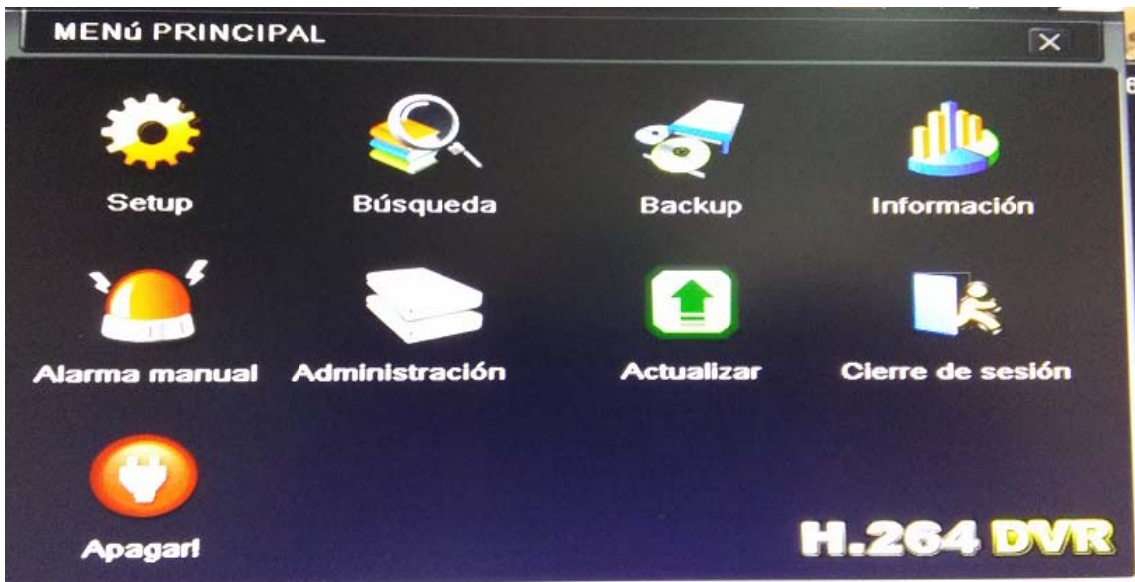 MENú PRINCIPAL
Setup
Búsqueda
Backup
Información
Alarma manual
Administración
Actualizar
Cierre de sesión
Apagar!
H.264 DVR